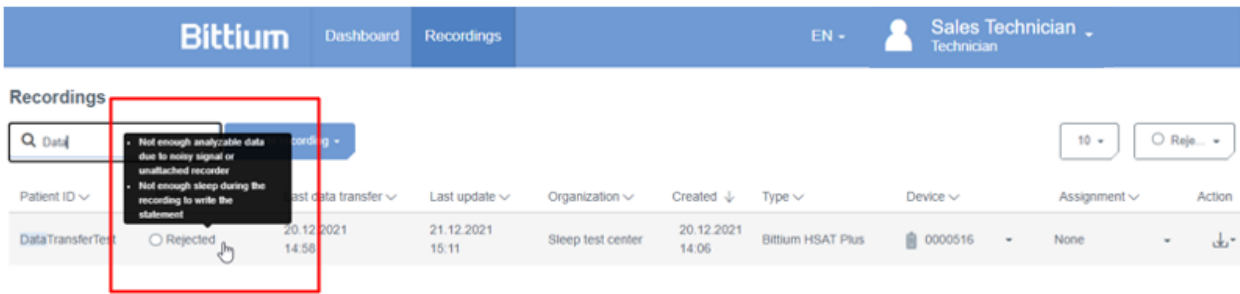 Bittium Dashboard Recordings EN Sales Technician
Technician
Recordings
Data
cording
10
Reje...
Not enough analyzable data
due to noisy signal or
unattached recorder
Not enough sleep during the
recording to write the
statement
Patient ID ast data transfer Last update Organization Created Type Device Assignment Action
DataTransferTest Rejected 20.12.2021 14:58 21.12.2021 15:11 Sleep test center 20.12.2021 14:06 Bittium HSAT Plus 0000516 None